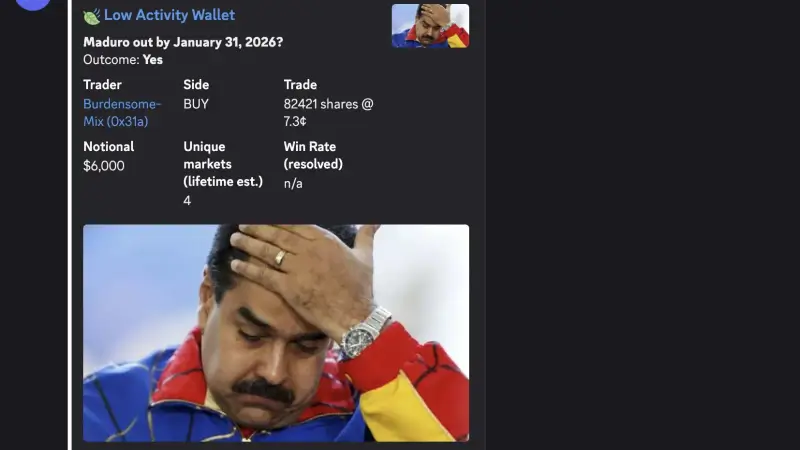 Low Activity Wallet
Maduro out by January 31, 2026?
Outcome: Yes
Trader
Side
Trade
Burdensome-
Mix (0x31a)
BUY
82421 shares @
7.3¢
Notional
Unique
markets
(lifetime est.)
Win Rate
(resolved)
$6,000
4
n/a